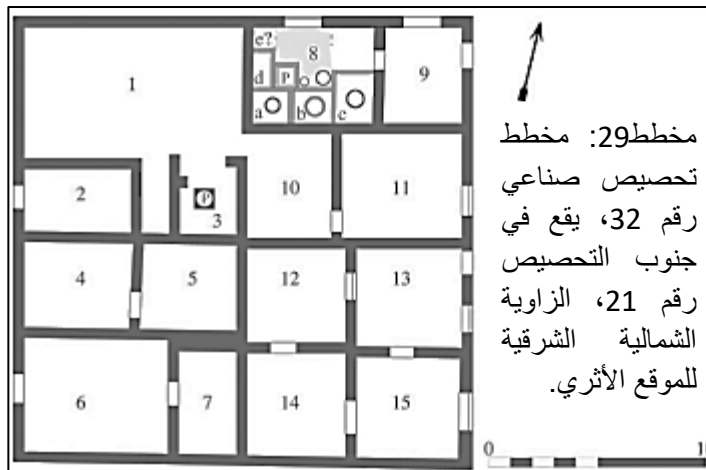 e?
8
9
1
d
P
a
b
c
مخطط29: مخطط
تحصيص صناعي
رقم 32، يقع في
جنوب التحصيص
رقم 21، الزاوية
الشمالية الشرقية
للموقع الأثري.
2
P
3
10
11
4
5
12
13
6
7
14
15
0
10